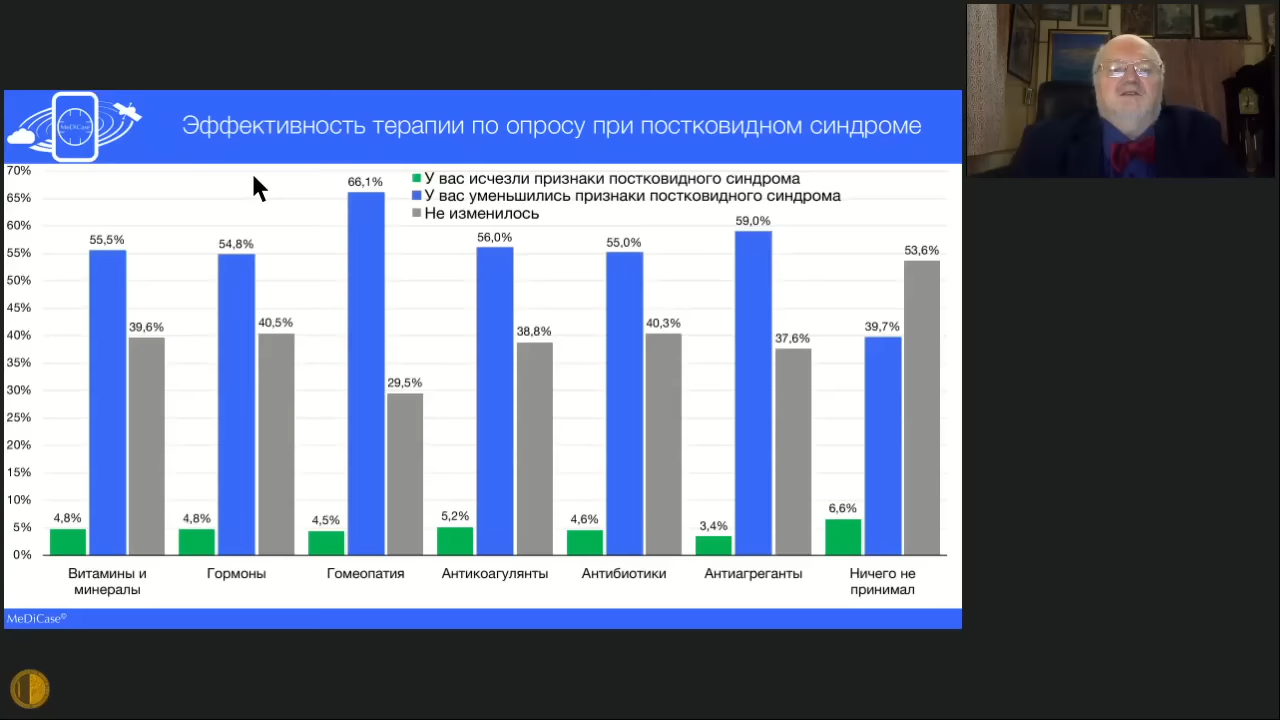 MeDiCase
Эффективность терапии по опросу при постковидном синдроме
У вас исчезли признаки постковидного синдрома
У вас уменьшились признаки постковидного синдрома
Не изменилось
70%
65%
60%
55%
50%
45%
40%
35%
30%
25%
20%
15%
10%
5%
0%
4,8% 55,5% 39,6%
4,8% 54,8% 40,5%
4,5% 66,1% 29,5%
5,2% 56,0% 38,8%
4,6% 55,0% 40,3%
3,4% 59,0% 37,6%
6,6% 39,7% 53,6%
Витамины и
минералы
Гормоны
Гомеопатия
Антикоагулянты
Антибиотики
Антиагреганты
Ничего не
принимал
MeDiCase©